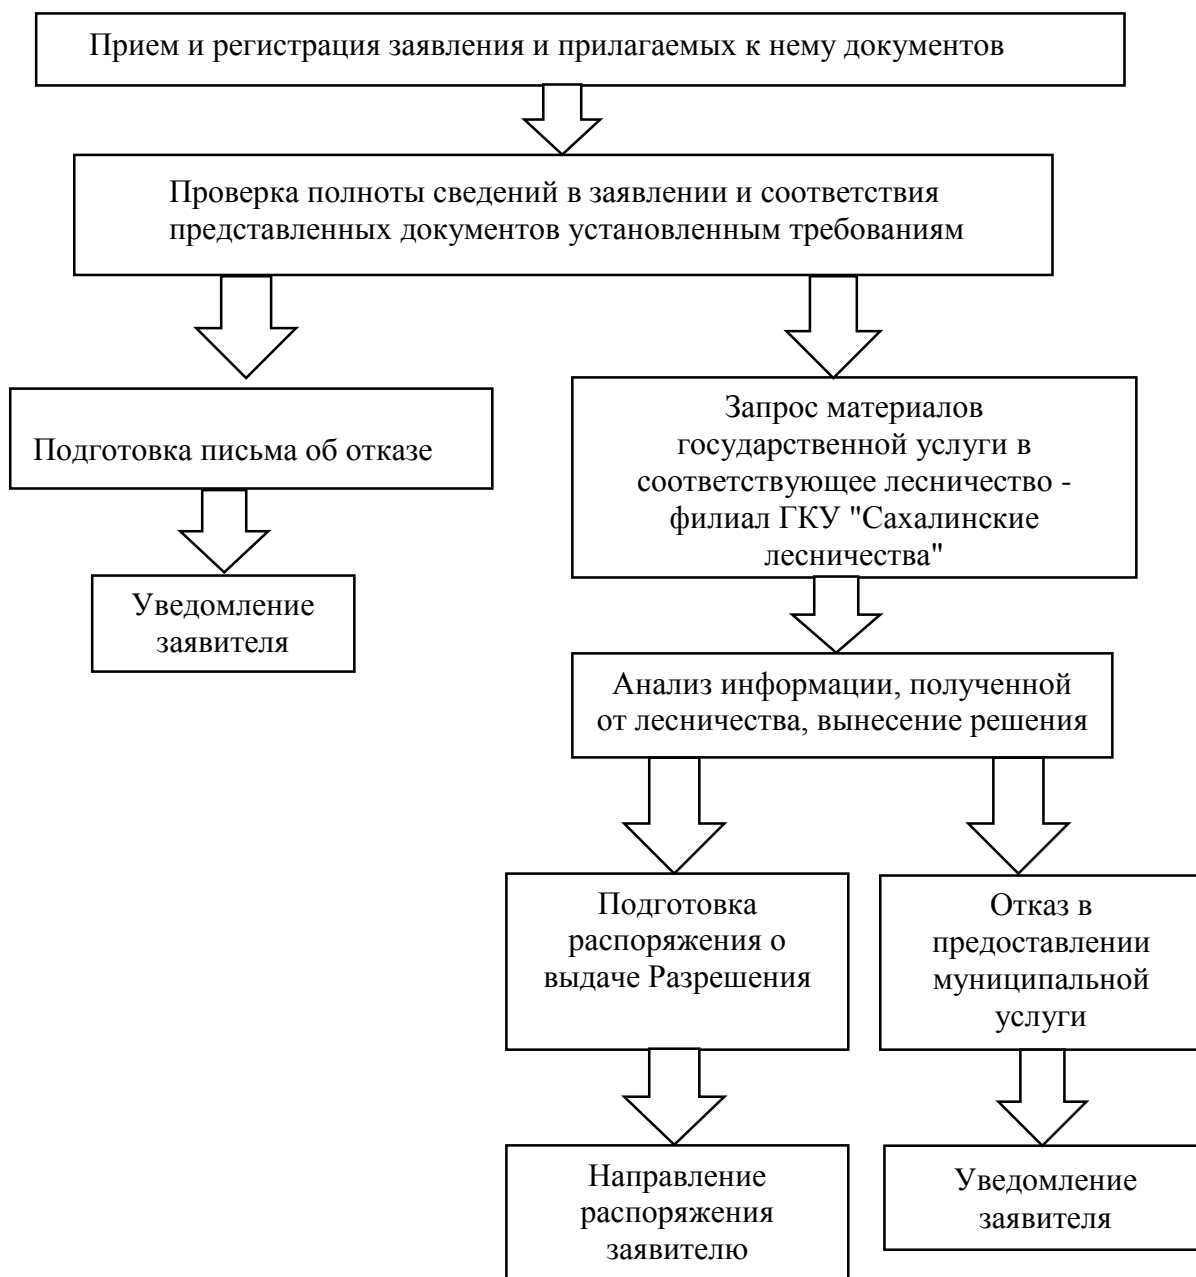 Прием и регистрация заявления и прилагаемых к нему документов
Проверка полноты сведений в заявлении и соответствия
представленных документов установленным требованиям
Подготовка письма об отказе
Уведомление
заявителя
Запрос материалов
государственной услуги в
соответствующее лесничество -
филиал ГКУ "Сахалинские
лесничества"
Анализ информации, полученной
от лесничества, вынесение решения
Подготовка
распоряжения о
выдаче Разрешения
Отказ в
предоставлении
муниципальной
услуги
Направление
распоряжения
заявителю
Уведомление
заявителя